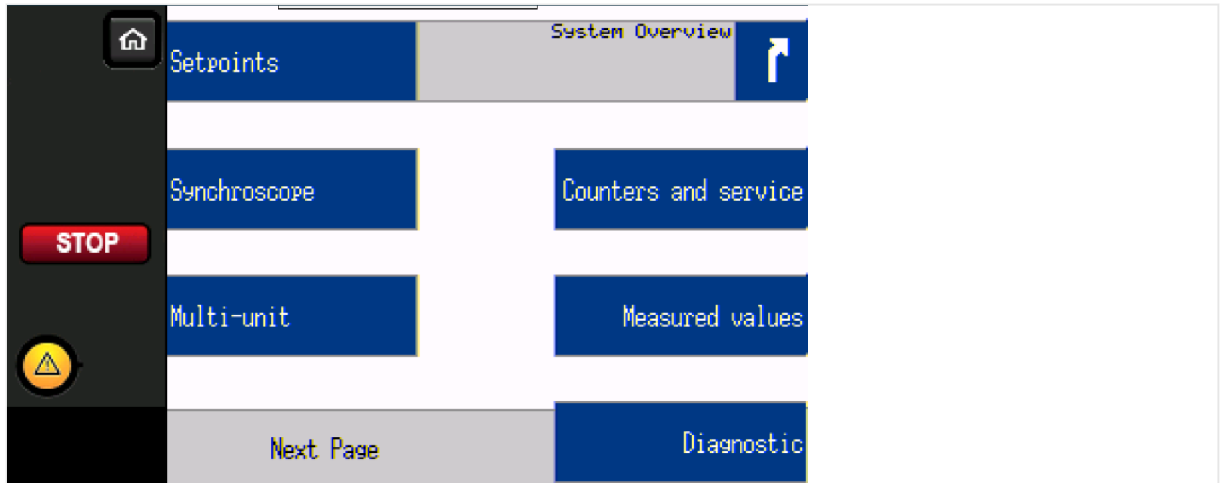 System Overview
Setpoints
Synchroscope
Counters and service
STOP
Multi-unit
Measured values
Next Page
Diagnostic